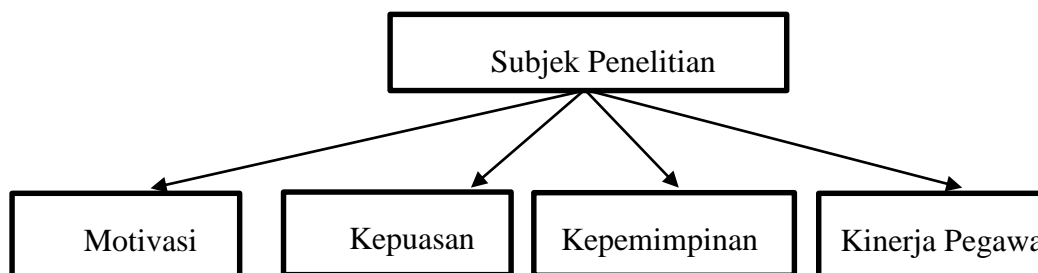 Subjek Penelitian
Motivasi
Kepuasan
Kepemimpinan
Kinerja Pegawa